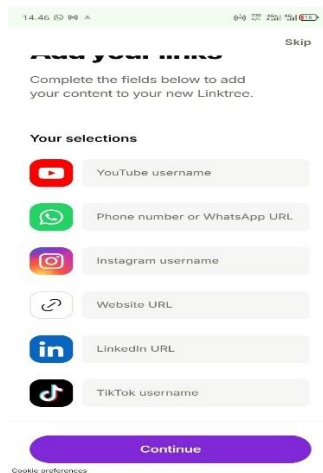 14.46
Skip
Add your links
Complete the fields below to add
your content to your new Linktree.
Your selections
YouTube username
Phone number or WhatsApp URL
Instagram username
Website URL
in LinkedIn URL
TikTok username
Continue
Cookie preferences